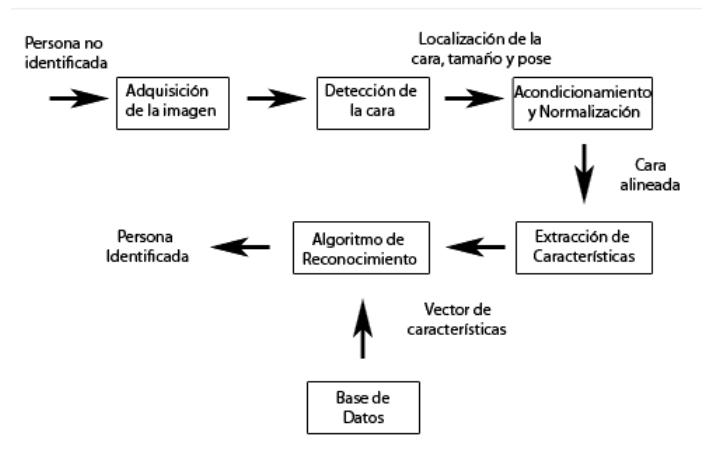 Persona no
identificada
Adquisición
de la imagen
Detección de
la cara
Localización de la
cara, tamaño y pose
Acondicionamiento
y Normalización
Cara
alineada
Extracción de
Características
Algoritmo de
Reconocimiento
Persona
Identificada
Vector de
características
Base de
Datos